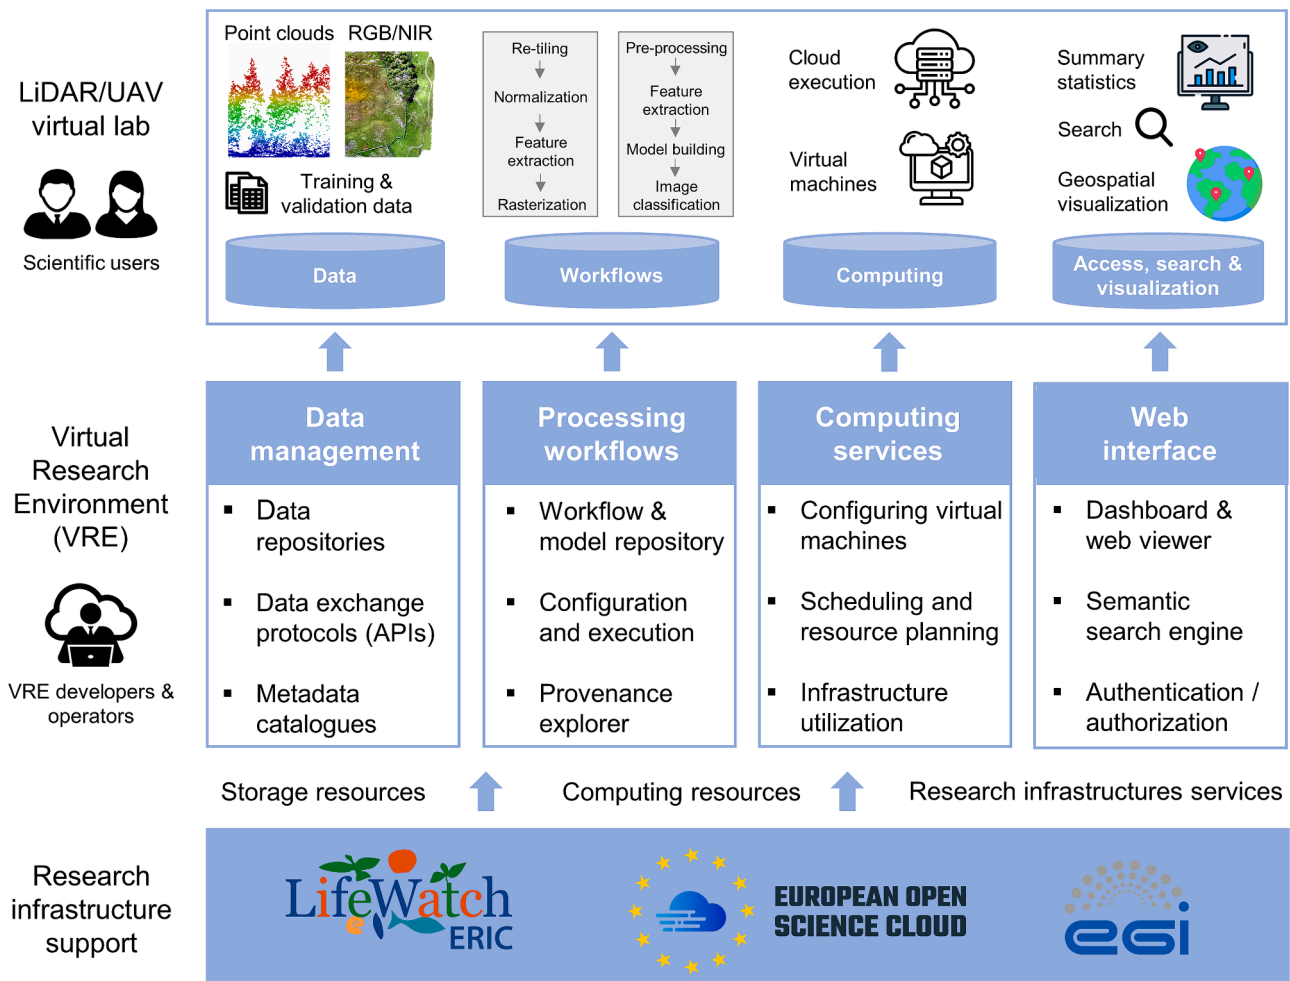 LiDAR/UAV
virtual lab
Scientific users
Point clouds
RGB/NIR
Training &
validation data
Data
Re-tiling
Normalization
Feature
extraction
Rasterization
Pre-processing
Feature
extraction
Model building
Image
classification
Workflows
Cloud
execution
Virtual
machines
Computing
Summary
statistics
Search
Geospatial
visualization
Access, search &
visualization
Virtual
Research
Environment
(VRE)
VRE developers &
operators
Data
management
▪ Data
repositories
▪ Data exchange
protocols (APIs)
▪ Metadata
catalogues
Processing
workflows
▪ Workflow &
model repository
▪ Configuration
and execution
▪ Provenance
explorer
Computing
services
▪ Configuring virtual
machines
▪ Scheduling and
resource planning
▪ Infrastructure
utilization
Web
interface
▪ Dashboard &
web viewer
▪ Semantic
search engine
▪ Authentication /
authorization
Storage resources
Computing resources
Research infrastructures services
Research
infrastructure
support
LifeWatch
ERIC
EUROPEAN OPEN
SCIENCE CLOUD
eGi